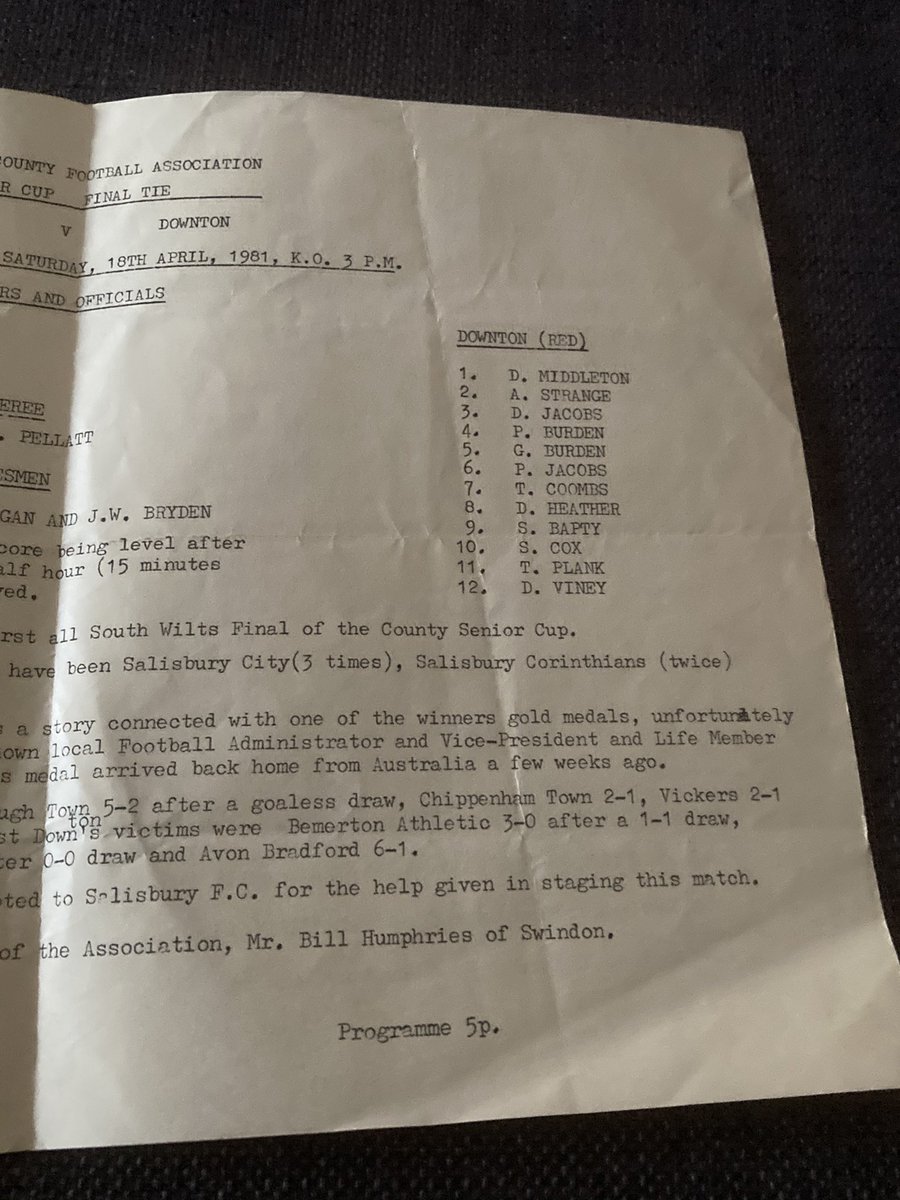 COUNTY FOOTBALL ASSOCIATION
R CUP FINAL TIE
V DOWNTON
SATURDAY, 18TH APRIL, 1981, K.O. 3 P.M.
RS AND OFFICIALS
DOWNTON (RED)
1. D. MIDDLETON
2. A. STRANGE
3. D. JACOBS
4. P. BURDEN
5. G. BURDEN
6. P. JACOBS
7. T. COOMBS
8. D. HEATHER
9. S. BAPTY
10. S. COX
11. T. PLANK
12. D. VINEY
EREE
. PELLATT
ESMEN
GAN AND J.W. BRYDEN
core being level after
alf hour (15 minutes
yed.
rst all South Wilts Final of the County Senior Cup.
have been Salisbury City(3 times), Salisbury Corinthians (twice)
s a story connected with one of the winners gold medals, unfortunately
own local Football Administrator and Vice-President and Life Member
s medal arrived back home from Australia a few weeks ago.
ugh Town 5-2 after a goaless draw, Chippenham Town 2-1, Vickers 2-1
st Downton's victims were Bemerton Athletic 3-0 after a 1-1 draw,
ter 0-0 draw and Avon Bradford 6-1.
ted to Salisbury F.C. for the help given in staging this match.
of the Association, Mr. Bill Humphries of Swindon.
Programme 5p.